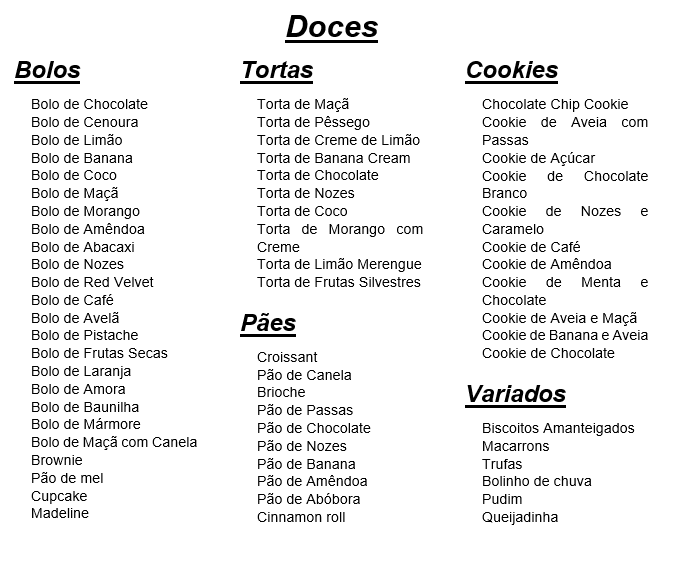 Doces
Bolos
Bolo de Chocolate
Bolo de Cenoura
Bolo de Limão
Bolo de Banana
Bolo de Coco
Bolo de Maçã
Bolo de Morango
Bolo de Amêndoa
Bolo de Abacaxi
Bolo de Nozes
Bolo de Red Velvet
Bolo de Café
Bolo de Avelã
Bolo de Pistache
Bolo de Frutas Secas
Bolo de Laranja
Bolo de Amora
Bolo de Baunilha
Bolo de Mármore
Bolo de Maçã com Canela
Brownie
Pão de mel
Cupcake
Madeline
Tortas
Torta de Maçã
Torta de Pêssego
Torta de Creme de Limão
Torta de Banana Cream
Torta de Chocolate
Torta de Nozes
Torta de Coco
Torta de Morango com
Creme
Torta de Limão Merengue
Torta de Frutas Silvestres
Pães
Croissant
Pão de Canela
Brioche
Pão de Passas
Pão de Chocolate
Pão de Nozes
Pão de Banana
Pão de Amêndoa
Pão de Abóbora
Cinnamon roll
Cookies
Chocolate Chip Cookie
Cookie de Aveia com
Passas
Cookie de Açúcar
Cookie de Chocolate
Branco
Cookie de Nozes e
Caramelo
Cookie de Café
Cookie de Amêndoa
Cookie de Menta e
Chocolate
Cookie de Aveia e Maçã
Cookie de Banana e Aveia
Cookie de Chocolate
Variados
Biscoitos Amanteigados
Macarrons
Trufas
Bolinho de chuva
Pudim
Queijadinha